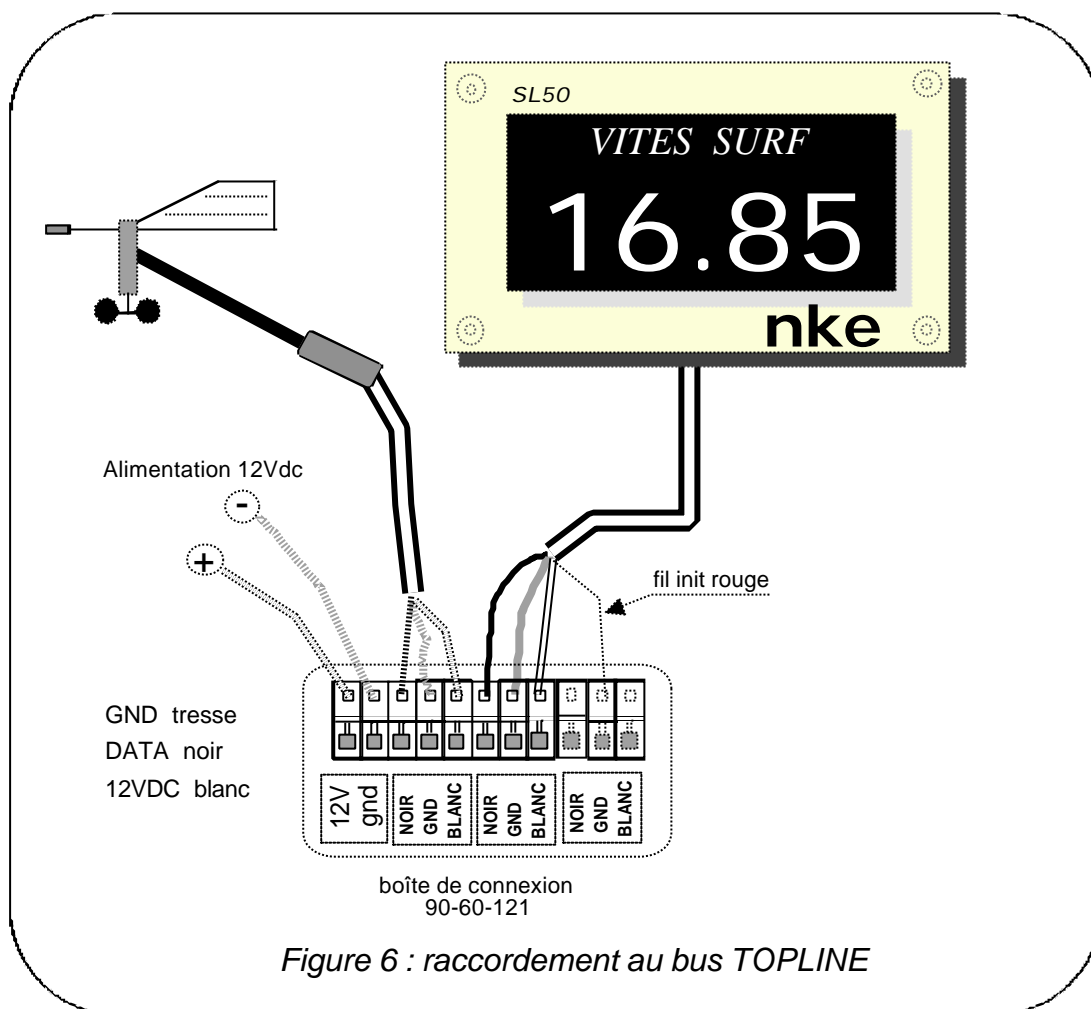 SL50
VITES SURF
16.85
nke
Alimentation 12Vdc
-
+
fil init rouge
GND tresse
DATA noir
12VDC blanc
12V
gnd
NOIR
GND
BLANC
NOIR
GND
BLANC
NOIR
GND
BLANC
boîte de connexion
90-60-121
Figure 6 : raccordement au bus TOPLINE